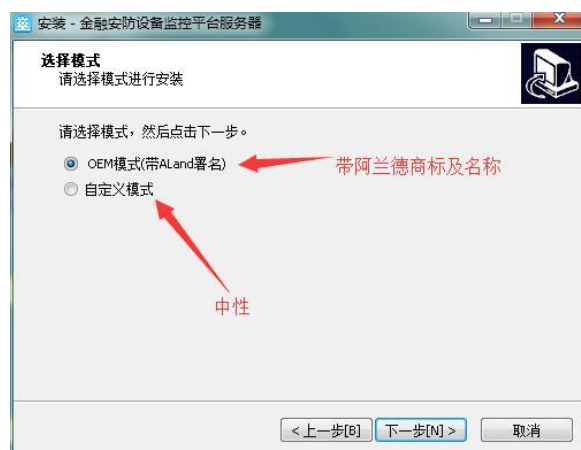 安装 - 金融安防设备监控平台服务器
选择模式
请选择模式进行安装
请选择模式，然后点击下一步。
OEM模式(带ALand署名)
带阿兰德商标及名称
自定义模式
中性
< 上一步[B]
下一步[N] >
取消